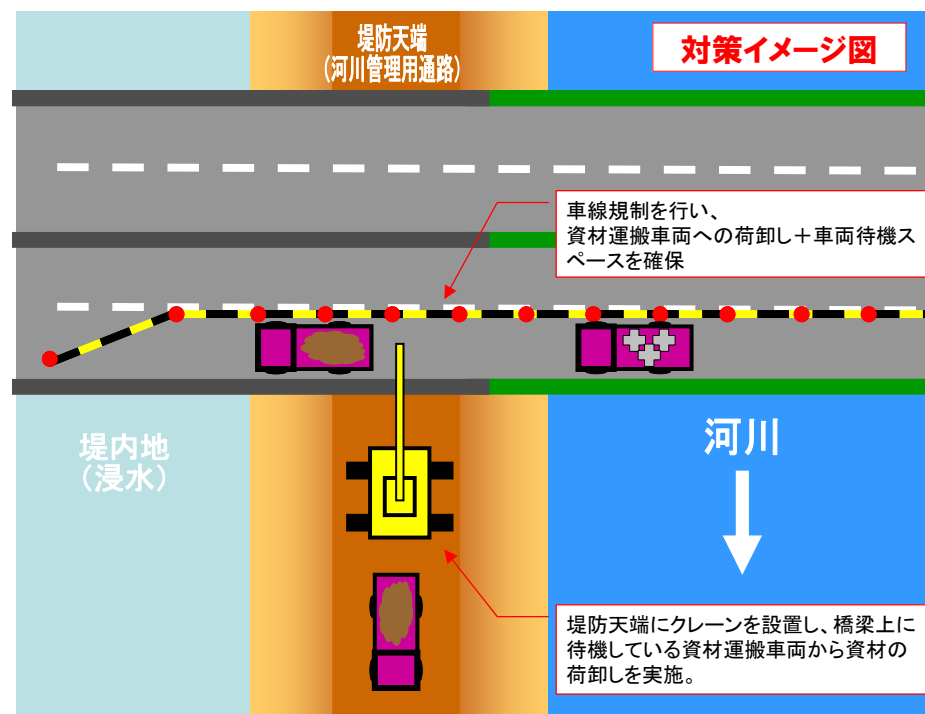 堤防天端
(河川管理用通路)
対策イメージ図
車線規制を行い、
資材運搬車両への荷卸し＋車両待機ス
ペースを確保
堤内地
(浸水)
河川
堤防天端にクレーンを設置し、橋梁上に
待機している資材運搬車両から資材の
荷卸しを実施。